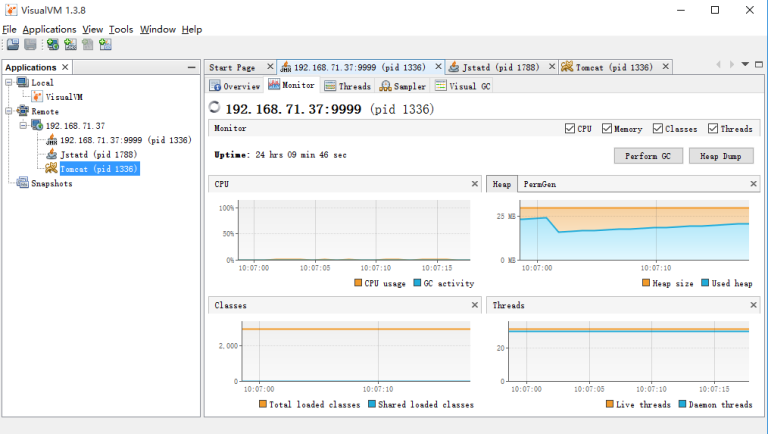 VisualVM 1.3.8
File Applications View Tools Window Help
Applications
Local
VisualVM
Remote
192.168.71.37
192.168.71.37:9999 (pid 1336)
Jstatd (pid 1788)
Tomcat (pid 1336)
Snapshots
Start Page 192.168.71.37:9999 (pid 1336) Jstatd (pid 1788) Tomcat (pid 1336)
Overview Monitor Threads Sampler Visual GC
192.168.71.37:9999 (pid 1336)
Monitor CPU Memory Classes Threads
Uptime: 24 hrs 09 min 46 sec Perform GC Heap Dump
CPU
100%
50%
0%
10:07:00 10:07:05 10:07:10 10:07:15
CPU usage GC activity
Heap PermGen
25 MB
0 MB
10:07:00 10:07:10
Heap size Used heap
Classes
2,000
0
10:07:00 10:07:10
Total loaded classes Shared loaded classes
Threads
20
0
10:07:00 10:07:05 10:07:10 10:07:15
Live threads Daemon threads